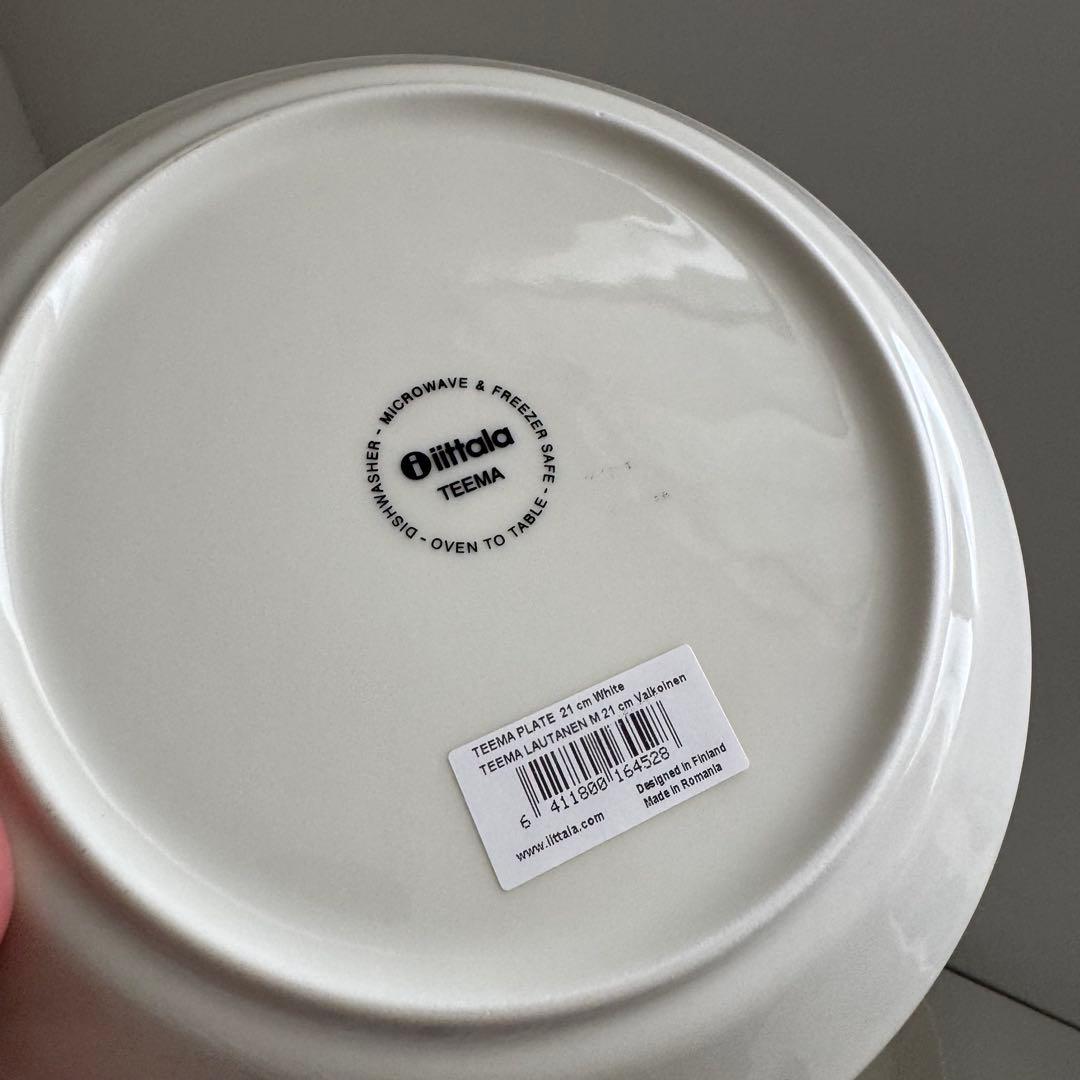 DISHWASHER - MICROWAVE & FREEZER SAFE - OVEN TO TABLE -
iittala
TEEMA
TEEMA PLATE 21 cm White
TEEMA LAUTANEN M 21 cm Valkoinen
6 411800 164528
Designed in Finland
Made in Romania
www.iittala.com